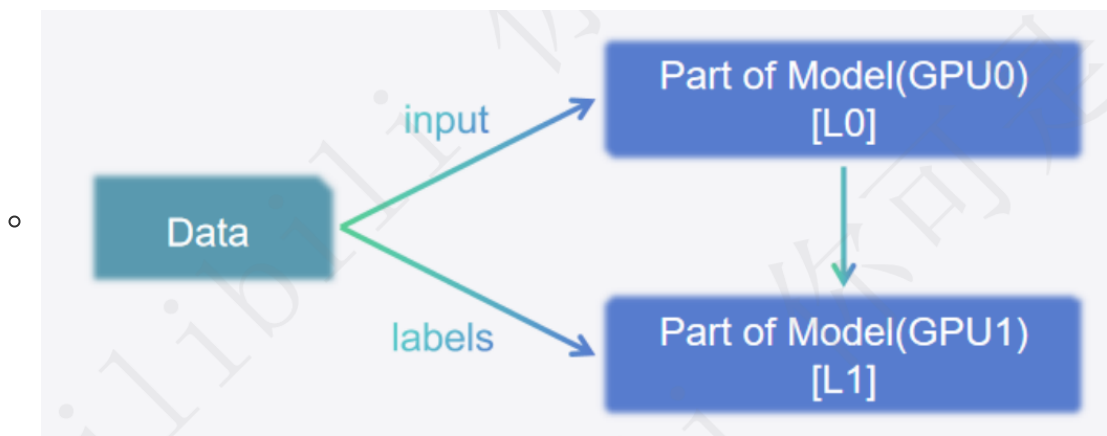 Part of Model(GPU0)
[L0]
input
Data
labels
Part of Model(GPU1)
[L1]